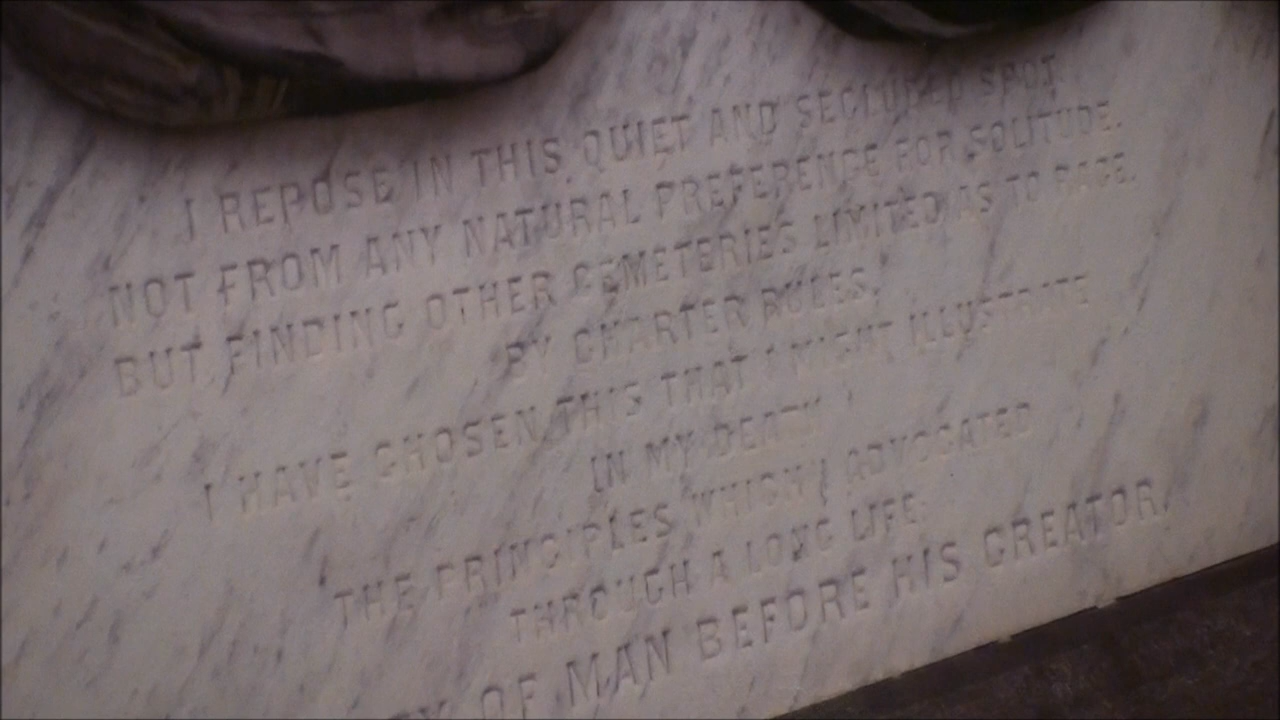 I REPOSE IN THIS QUIET AND SECLUDED SPOT,
NOT FROM ANY NATURAL PREFERENCE FOR SOLITUDE.
BUT, FINDING OTHER CEMETERIES LIMITED AS TO RACE,
BY CHARTER RULES,
I HAVE CHOSEN THIS THAT I MIGHT ILLUSTRATE
IN MY DEATH
THE PRINCIPLES WHICH I ADVOCATED
THROUGH A LONG LIFE:
OF MAN BEFORE HIS CREATOR.